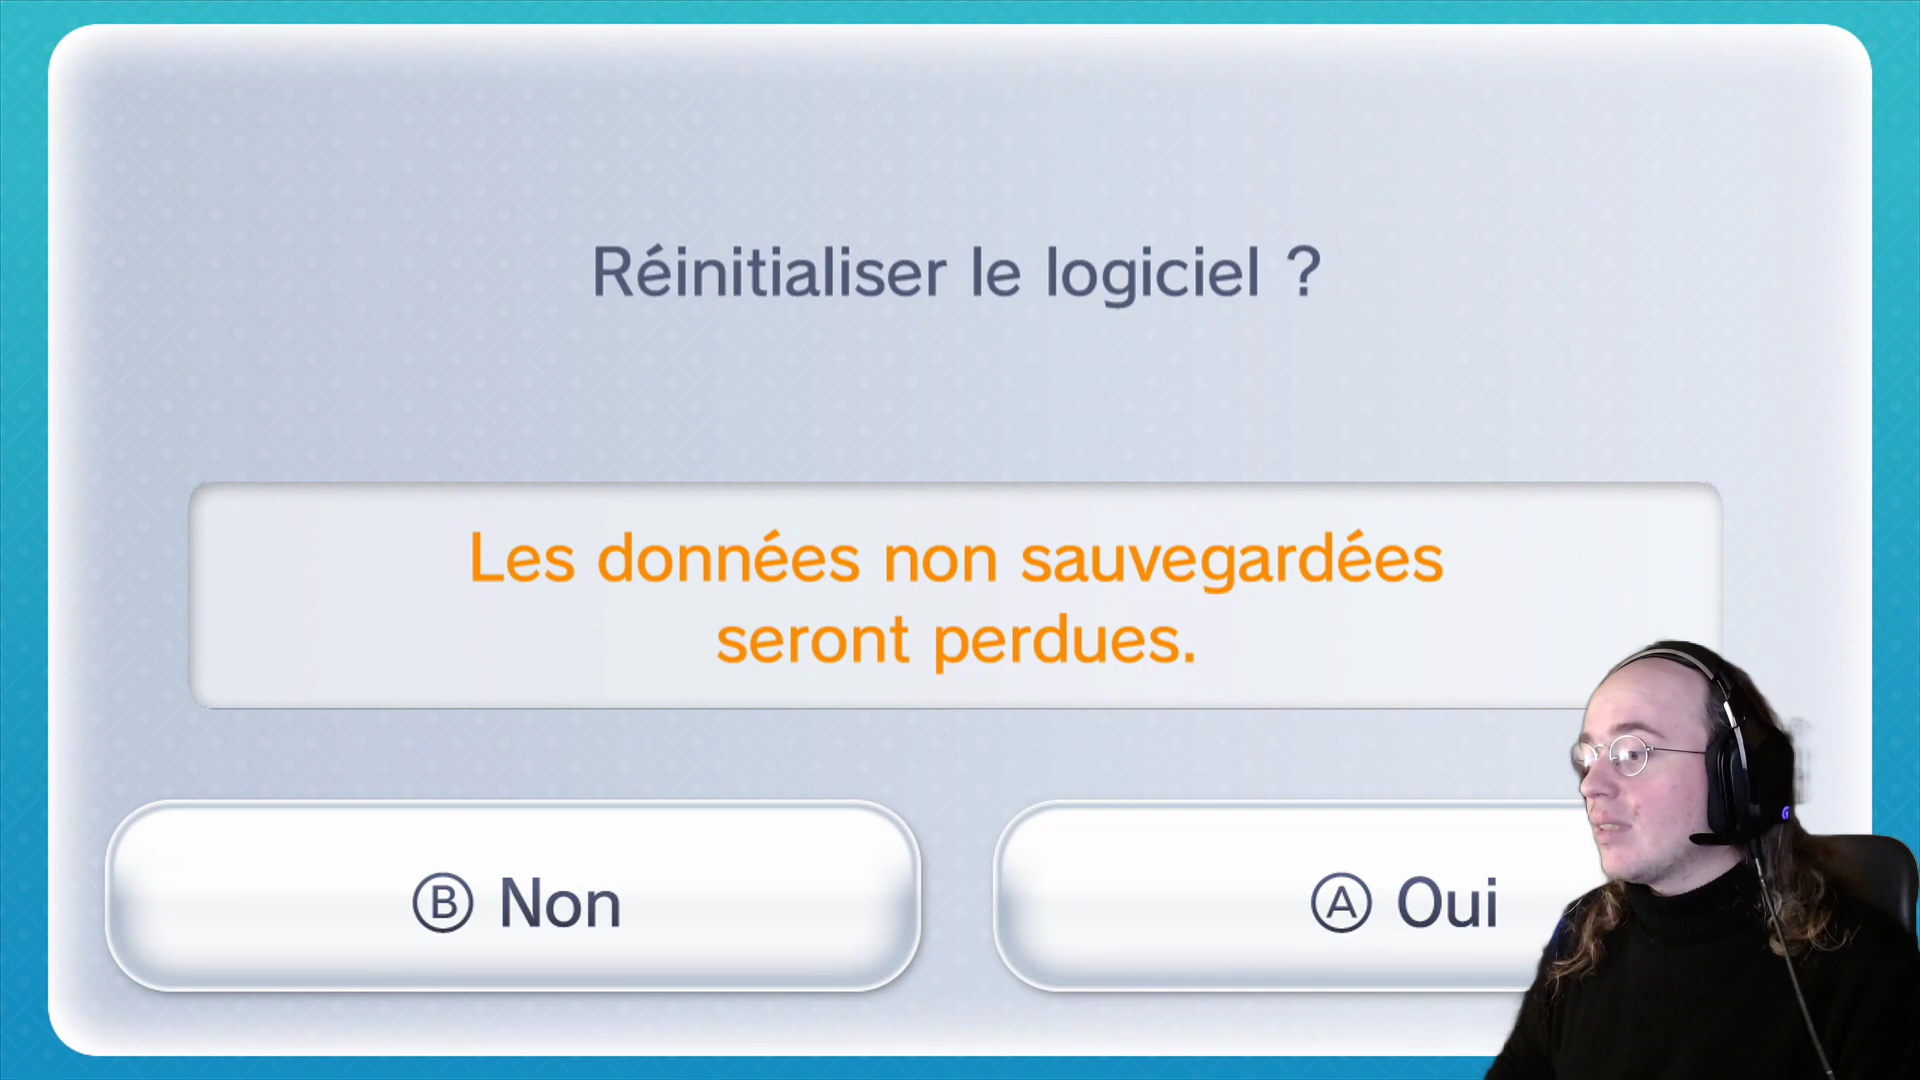 Réinitialiser le logiciel ?
Les données non sauvegardées
seront perdues.
Ⓑ Non
Ⓐ Oui